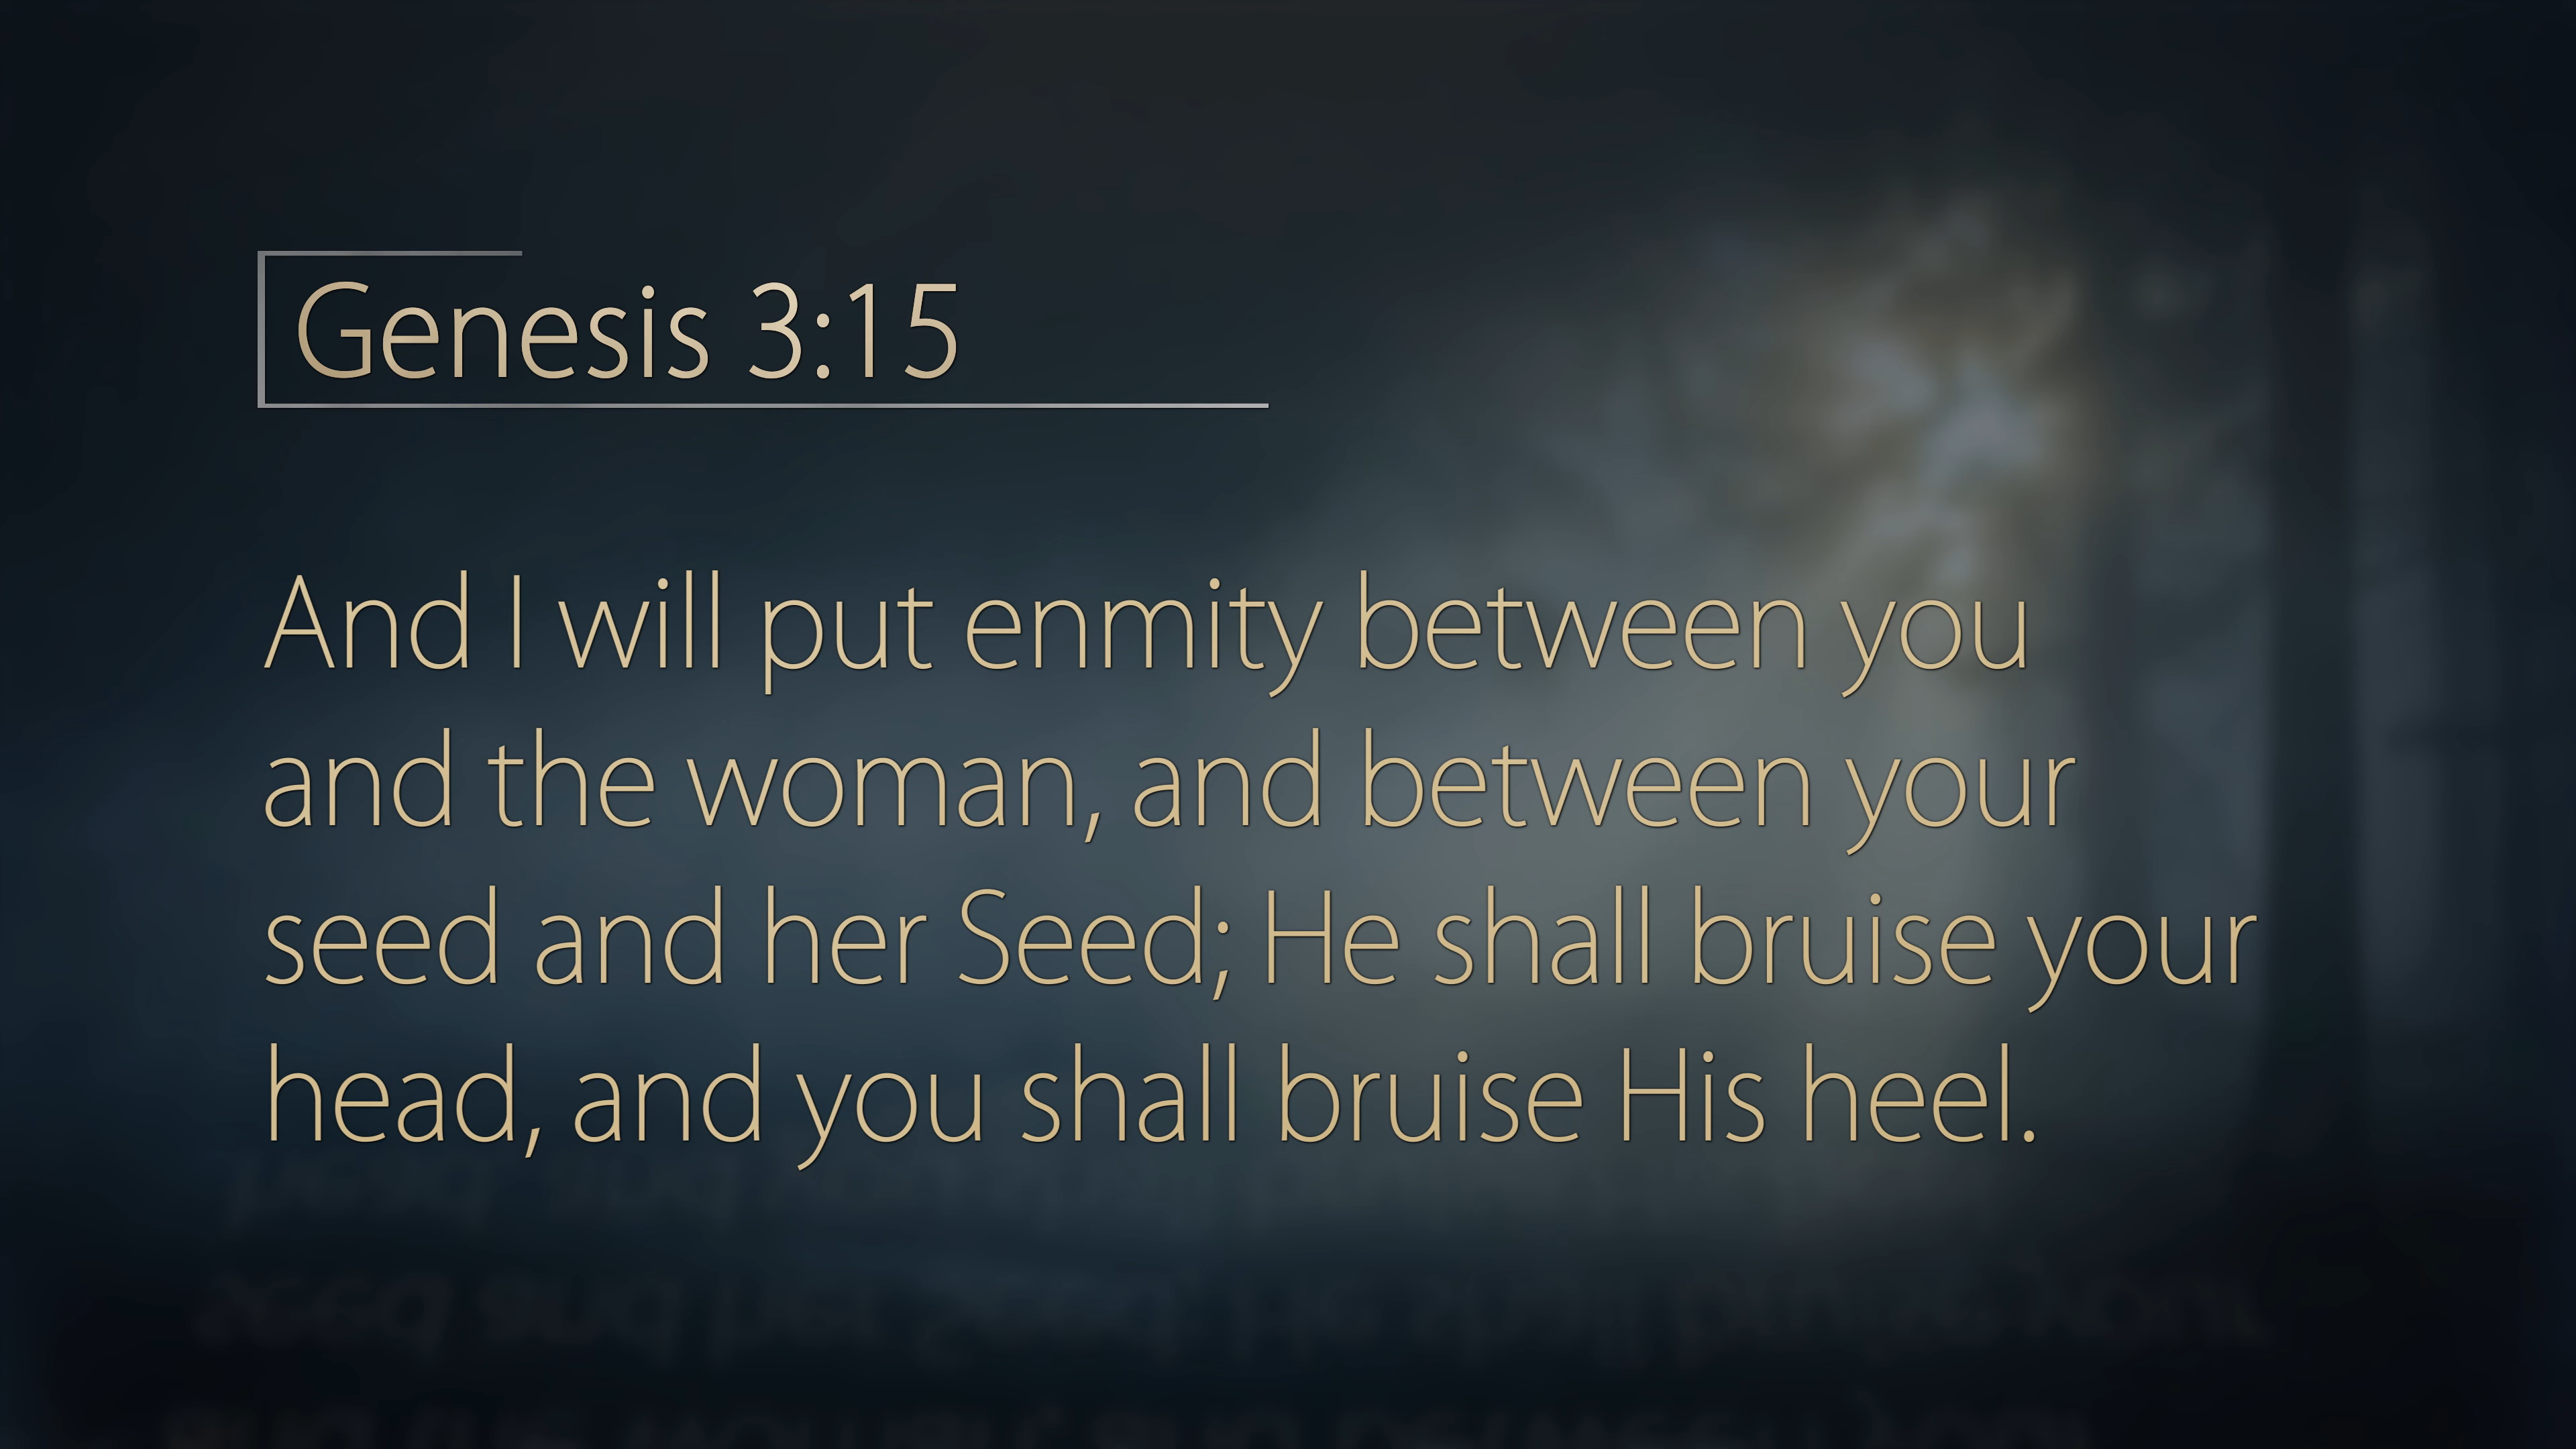 Genesis 3:15
And I will put enmity between you
and the woman, and between your
seed and her Seed; He shall bruise your
head, and you shall bruise His heel.